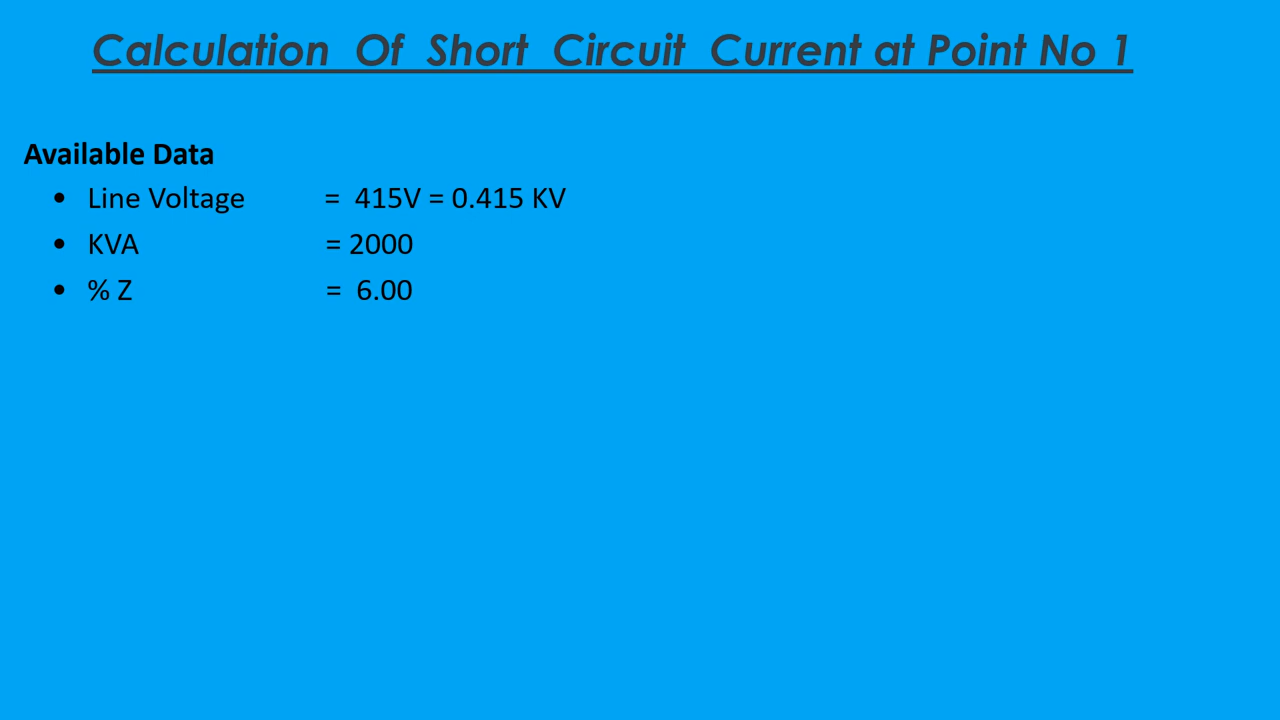 Calculation Of Short Circuit Current at Point No 1
Available Data
• Line Voltage = 415V = 0.415 KV
• KVA = 2000
• % Z = 6.00